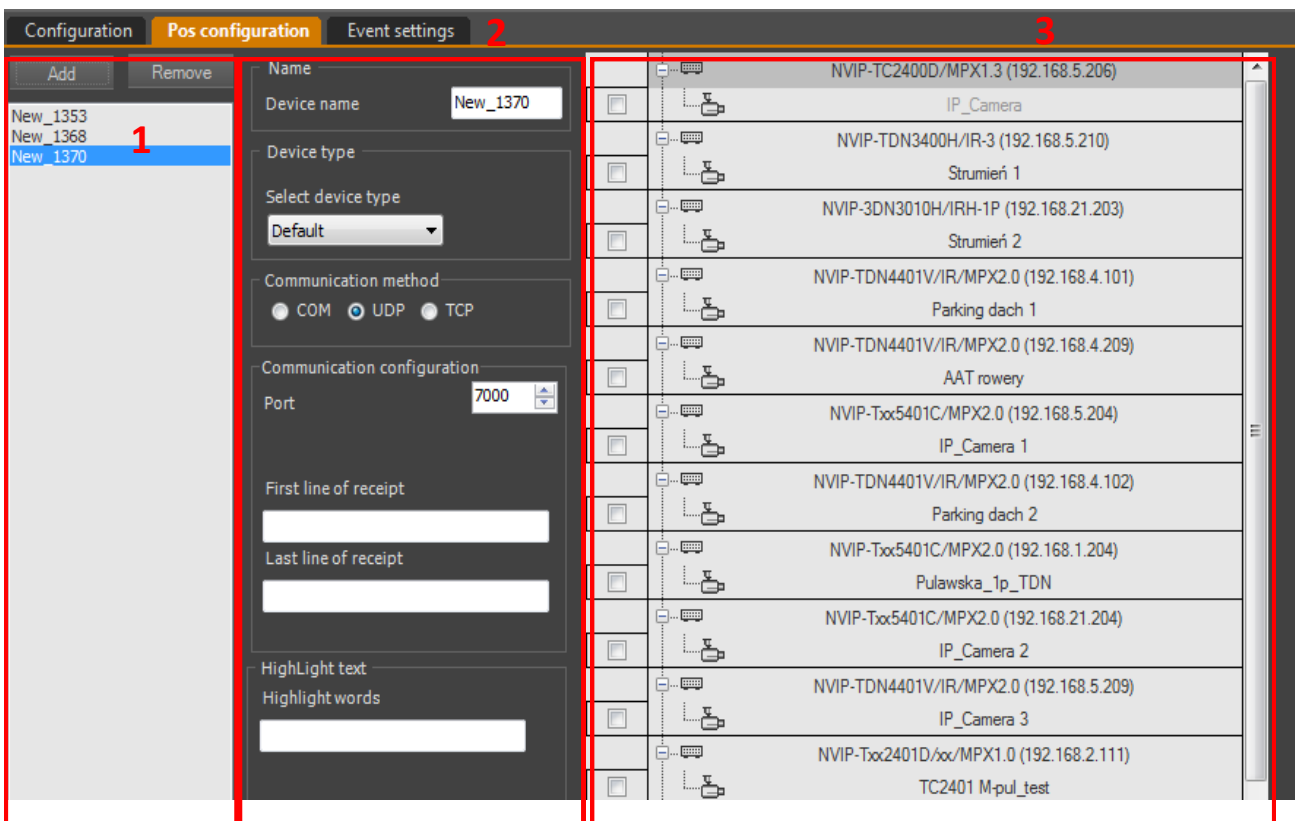 Configuration Pos configuration Event settings 2 3
Add Remove
New_1353
New_1368
New_1370
1
Name
Device name New_1370
Device type
Select device type
Default
Communication method
COM UDP TCP
Communication configuration
Port 7000
First line of receipt
Last line of receipt
HighLight text
Highlight words
NVIP-TC2400D/MPX1.3 (192.168.5.206)
IP_Camera
NVIP-TDN3400H/IR-3 (192.168.5.210)
Strumień 1
NVIP-3DN3010H/IRH-1P (192.168.21.203)
Strumień 2
NVIP-TDN4401V/IR/MPX2.0 (192.168.4.101)
Parking dach 1
NVIP-TDN4401V/IR/MPX2.0 (192.168.4.209)
AAT rowery
NVIP-Txx5401C/MPX2.0 (192.168.5.204)
IP_Camera 1
NVIP-TDN4401V/IR/MPX2.0 (192.168.4.102)
Parking dach 2
NVIP-Txx5401C/MPX2.0 (192.168.1.204)
Pulawska_1p_TDN
NVIP-Txx5401C/MPX2.0 (192.168.21.204)
IP_Camera 2
NVIP-TDN4401V/IR/MPX2.0 (192.168.5.209)
IP_Camera 3
NVIP-Txx2401D/xx/MPX1.0 (192.168.2.111)
TC2401 M-pul_test